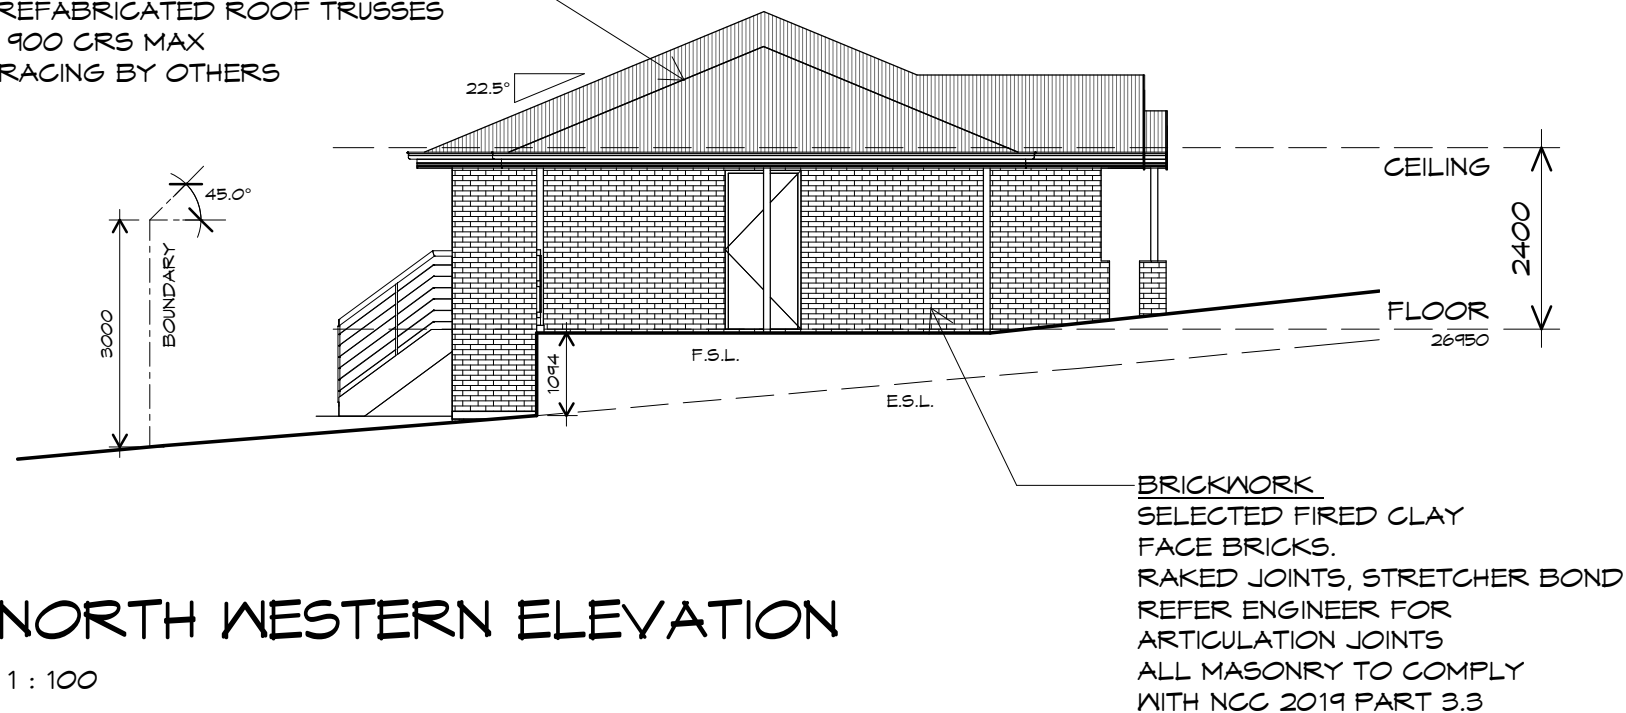 REFABRICATED ROOF TRUSSES
900 CRS MAX
RACING BY OTHERS
22.5°
45.0°
BOUNDARY
3000
CEILING
2400
FLOOR
26950
1094
F.S.L.
E.S.L.
BRICKWORK
SELECTED FIRED CLAY
FACE BRICKS.
RAKED JOINTS, STRETCHER BOND
REFER ENGINEER FOR
ARTICULATION JOINTS
ALL MASONRY TO COMPLY
WITH NCC 2019 PART 3.3
NORTH WESTERN ELEVATION
1 : 100